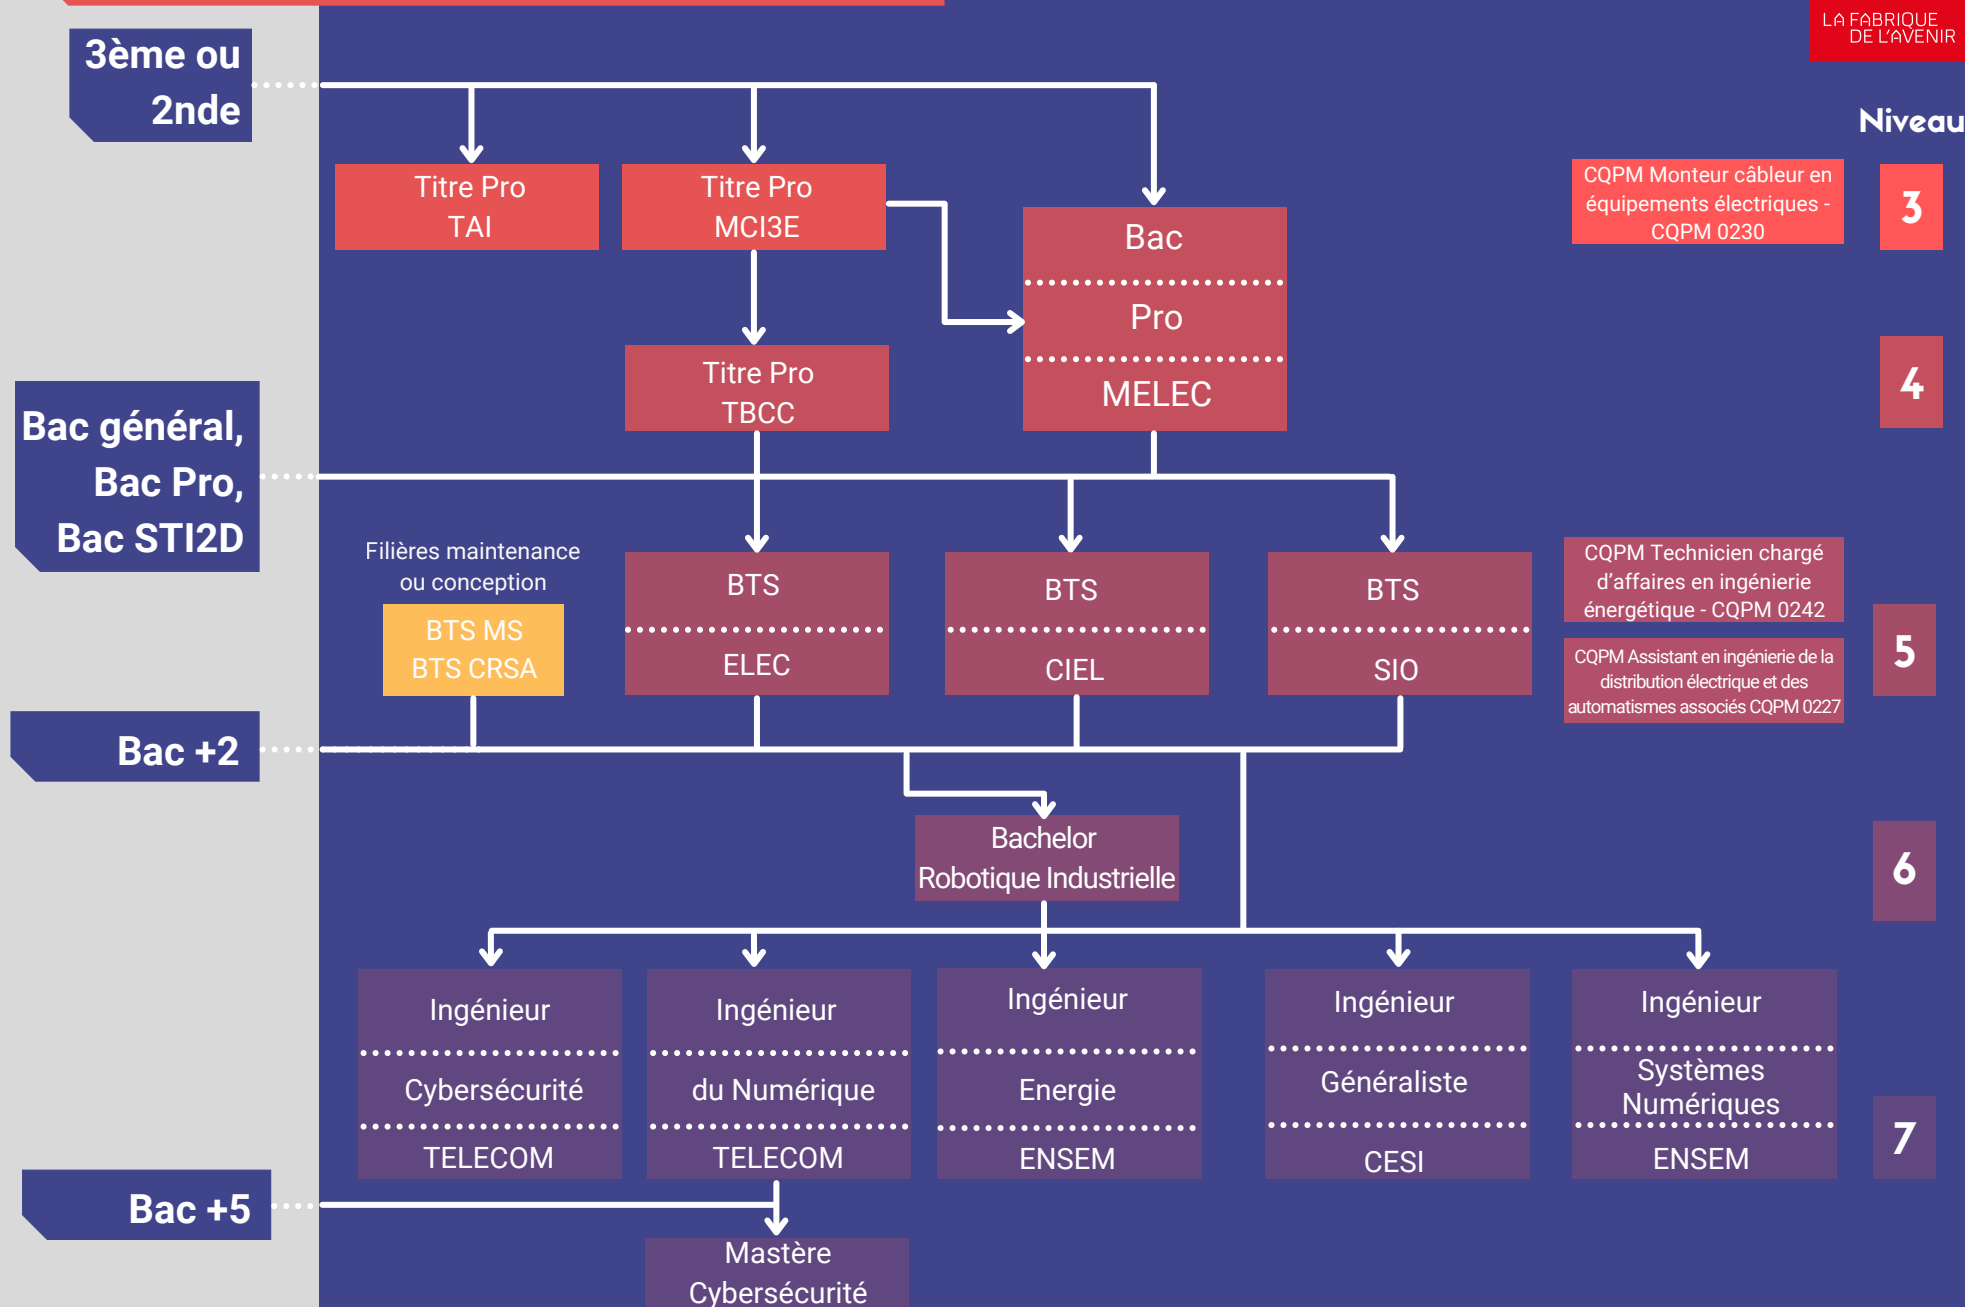 LA FABRIQUE
DE L'AVENIR
3ème ou
2nde
Niveau
Titre Pro
TAI
Titre Pro
MCI3E
Bac
Pro
MELEC
CQPM Monteur câbleur en
équipements électriques -
CQPM 0230
3
Titre Pro
TBCC
4
Bac général,
Bac Pro,
Bac STI2D
Filières maintenance
ou conception
BTS MS
BTS CRSA
BTS
ELEC
BTS
CIEL
BTS
SIO
CQPM Technicien chargé
d'affaires en ingénierie
énergétique - CQPM 0242
CQPM Assistant en ingénierie de la
distribution électrique et des
automatismes associés CQPM 0227
5
Bac +2
Bachelor
Robotique Industrielle
6
Ingénieur
Cybersécurité
TELECOM
Ingénieur
du Numérique
TELECOM
Ingénieur
Energie
ENSEM
Ingénieur
Généraliste
CESI
Ingénieur
Systèmes
Numériques
ENSEM
7
Bac +5
Mastère
Cybersécurité